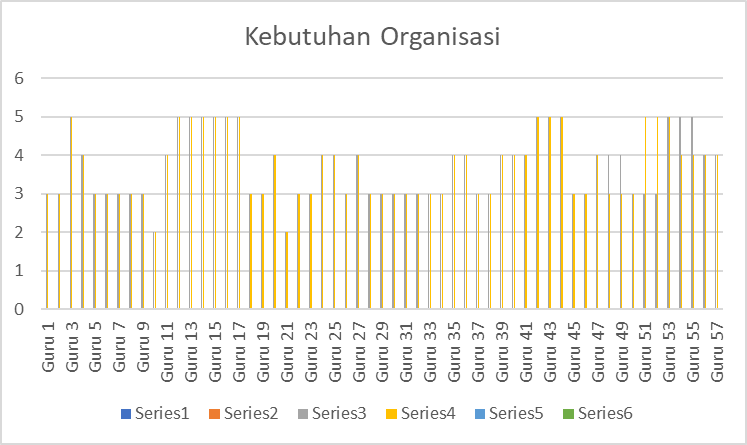 Kebutuhan Organisasi
6
5
4
3
2
1
0
Guru 1
Guru 3
Guru 5
Guru 7
Guru 9
Guru 11
Guru 13
Guru 15
Guru 17
Guru 19
Guru 21
Guru 23
Guru 25
Guru 27
Guru 29
Guru 31
Guru 33
Guru 35
Guru 37
Guru 39
Guru 41
Guru 43
Guru 45
Guru 47
Guru 49
Guru 51
Guru 53
Guru 55
Guru 57
Series1 Series2 Series3 Series4 Series5 Series6